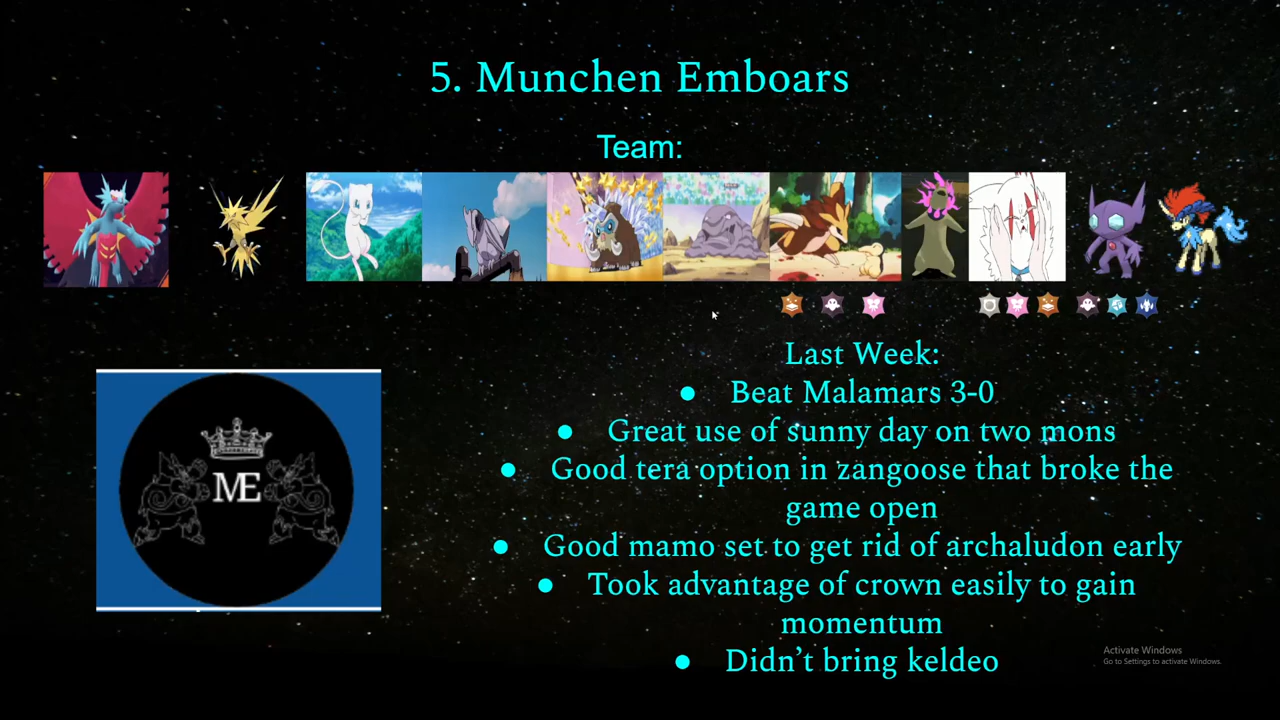 5. Munchen Emboars
Team:
Last Week:
● Beat Malamars 3-0
● Great use of sunny day on two mons
● Good tera option in zangoose that broke the
game open
● Good mamo set to get rid of archaludon early
● Took advantage of crown easily to gain
momentum
● Didn’t bring keldeo
ME
Activate Windows
Go to Settings to activate Windows.